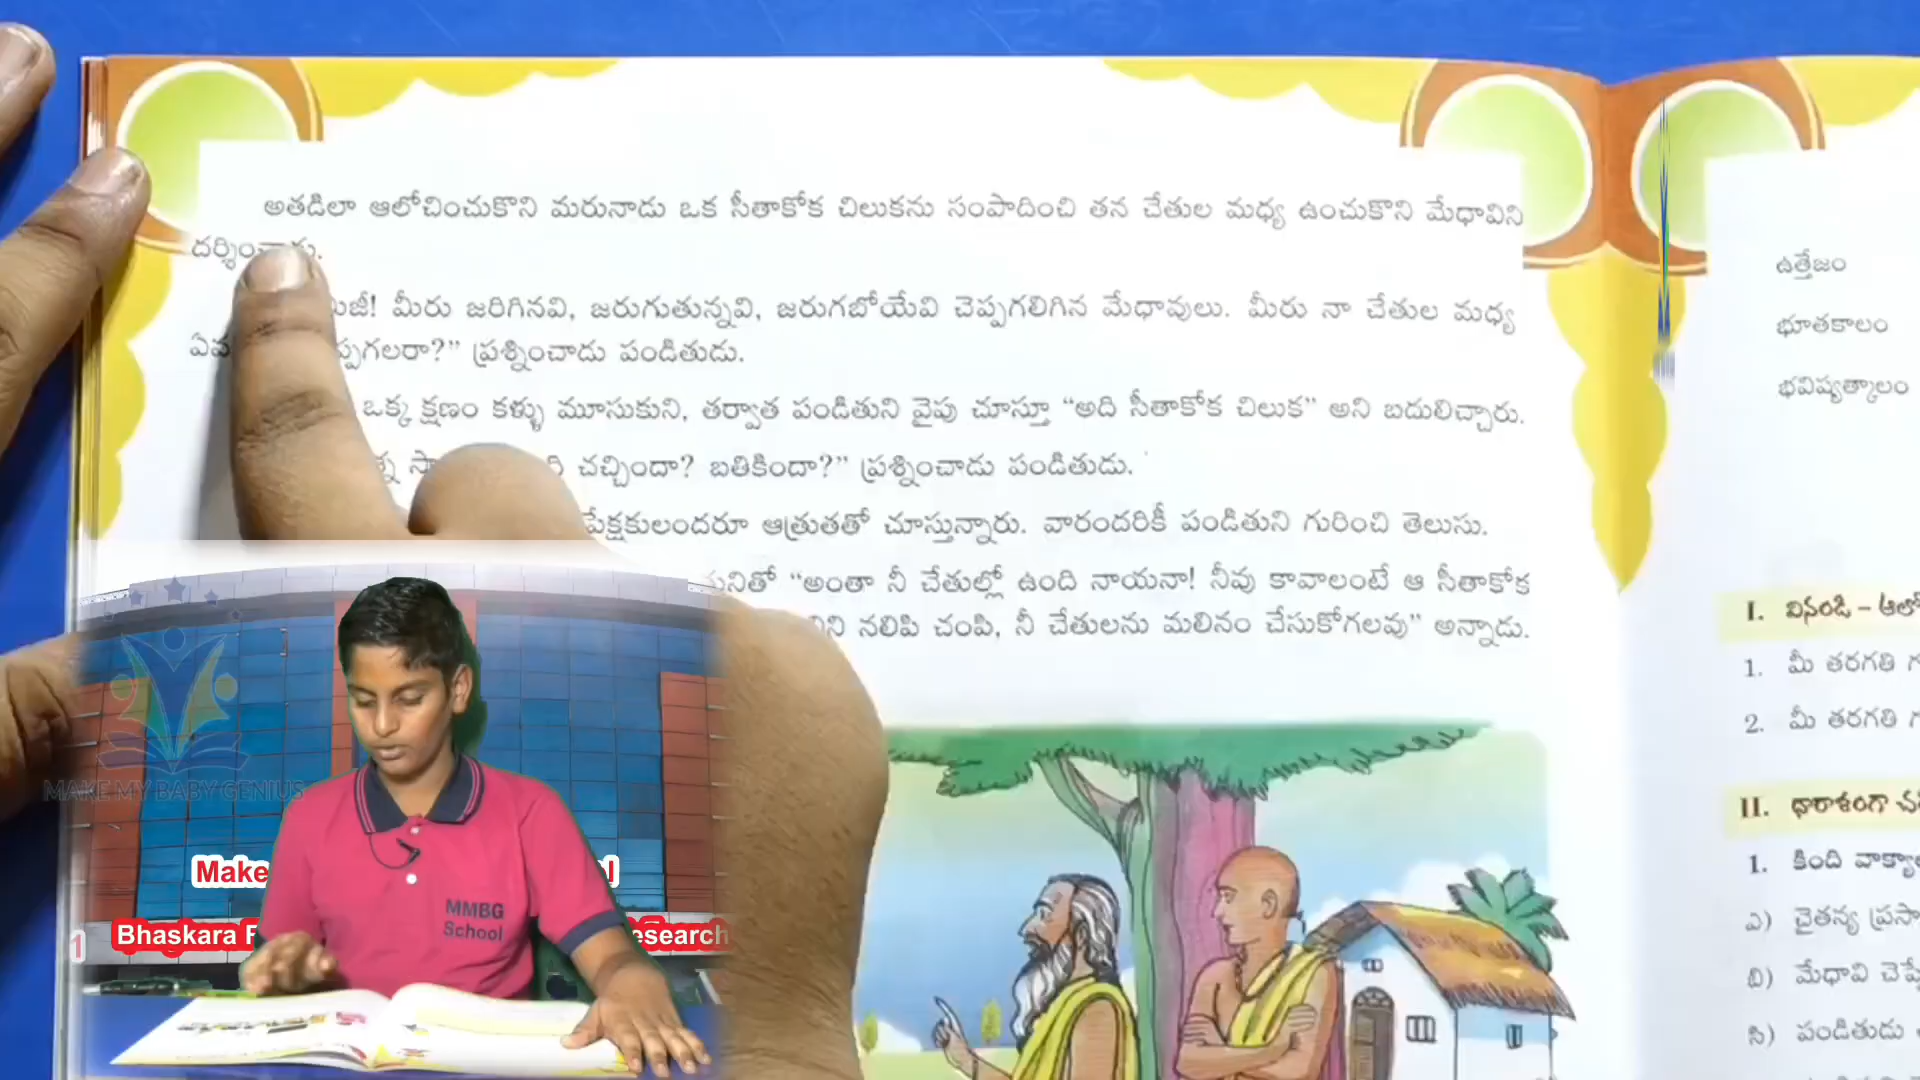 అతడిలా ఆలోచించుకొని మరునాడు ఒక సీతాకోక చిలుకను సంపాదించి తన చేతుల మధ్య ఉంచుకొని మేధావిని
మీరు జరిగినవి, జరుగుతున్నవి, జరుగబోయేవి చెప్పగలిగిన మేధావులు. మీరు నా చేతుల మధ్య
ప్రశ్నించాడు పండితుడు.
ఒక్క క్షణం కళ్ళు మూసుకుని, తర్వాత పండితుని వైపు చూస్తూ “అది సీతాకోక చిలుక” అని బదులిచ్చారు.
చచ్చిందా? బతికిందా?” ప్రశ్నించాడు పండితుడు.
ఆత్రుతతో చూస్తున్నారు. వారందరికీ పండితుని గురించి తెలుసు.
“అంతా నీ చేతుల్లో ఉంది నాయనా! నీవు కావాలంటే ఆ సీతాకోక
నలిపి చంపి, నీ చేతులను మలినం చేసుకోగలవు” అన్నాడు.
ఉత్తేజం
భూతకాలం
భవిష్యత్కాలం
I. వినండి –
1. మీ తరగతి
2. మీ తరగతి
II. ధారాళంగా
1. కింది
ఎ) చైతన్య
బి) మేధావి
సి) పండితుడు
MAKE MY BABY GENIUS
Make
Bhaskara
MMBG
School
1